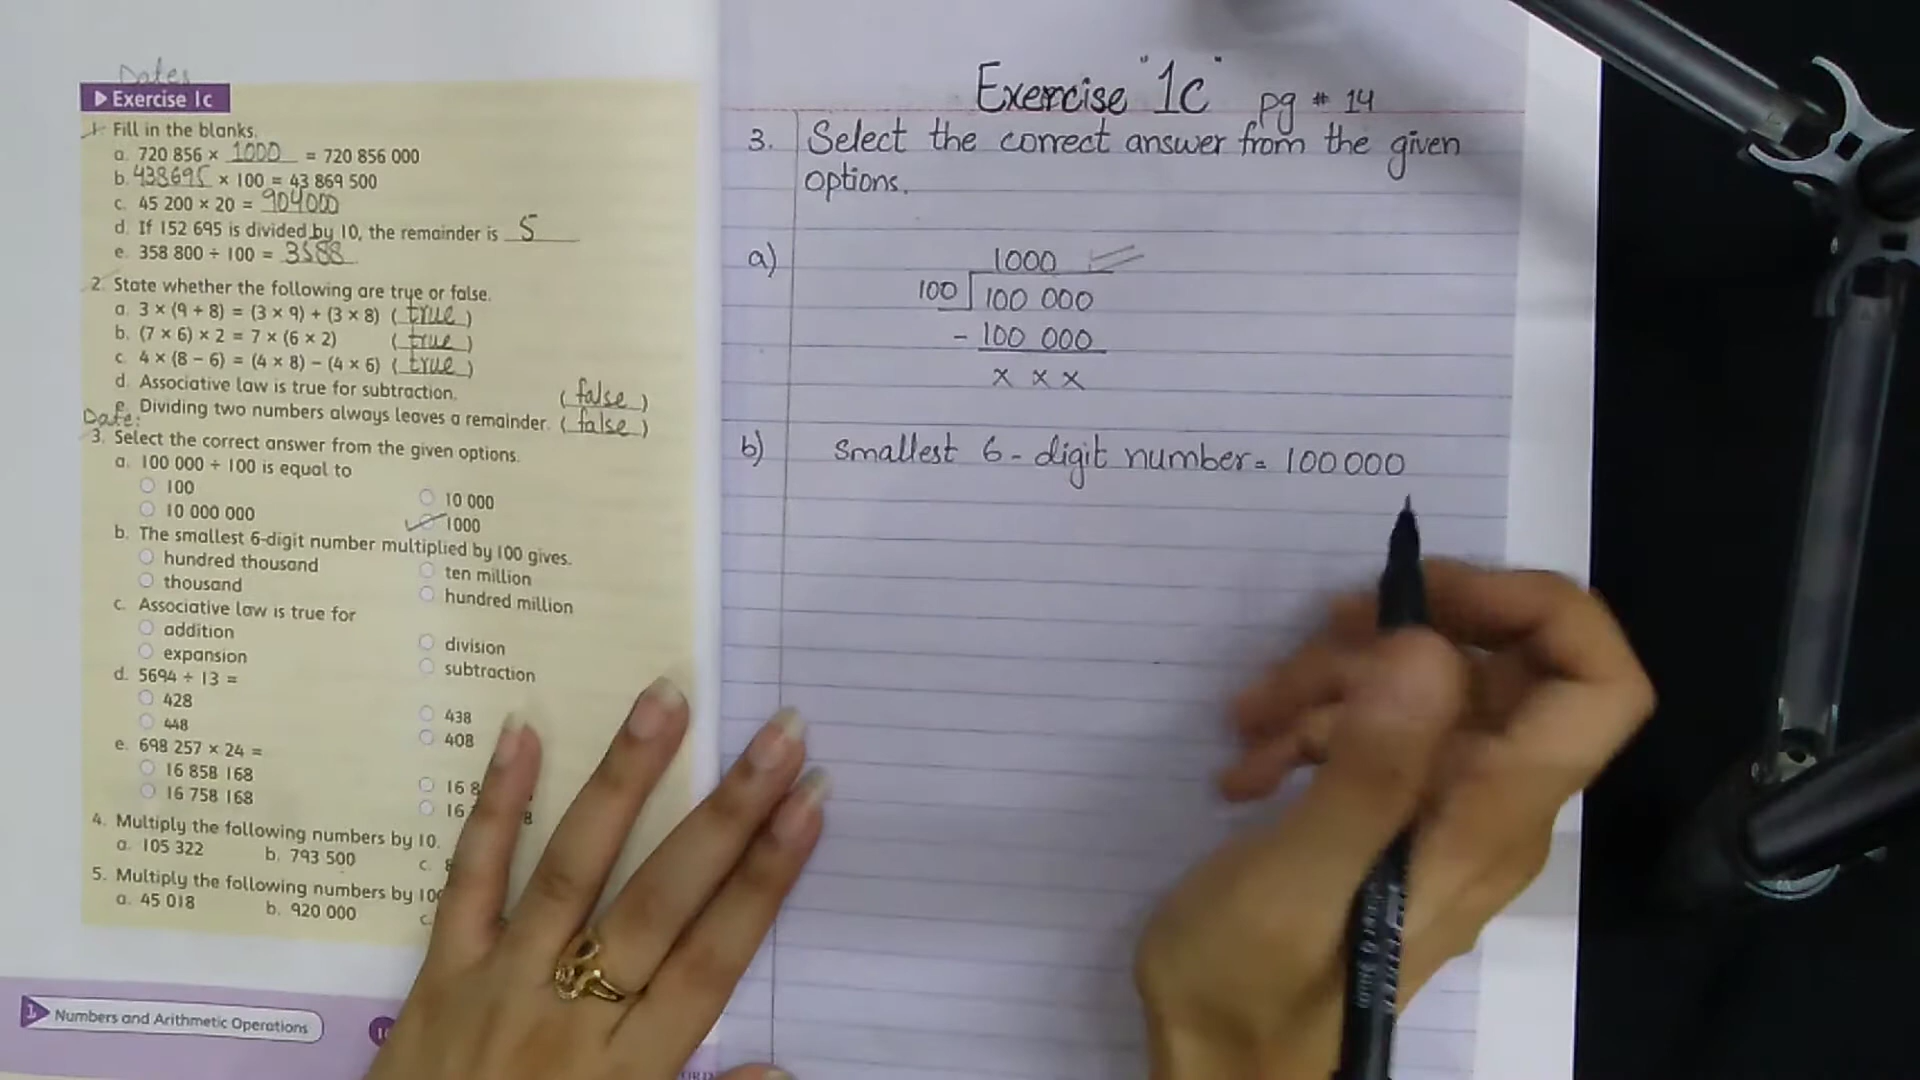 Dates
Exercise 1c
1. Fill in the blanks.
a. 720 856 × 1000 = 720 856 000
b. 438695 × 100 = 43 869 500
c. 45 200 × 20 = 904000
d. If 152 695 is divided by 10, the remainder is 5
e. 358 800 ÷ 100 = 3588
2. State whether the following are true or false.
a. 3 × (9 + 8) = (3 × 9) + (3 × 8) (true)
b. (7 × 6) × 2 = 7 × (6 × 2) (true)
c. 4 × (8 – 6) = (4 × 8) – (4 × 6) (true)
d. Associative law is true for subtraction. (false)
e. Dividing two numbers always leaves a remainder. (false)
Date:
3. Select the correct answer from the given options.
a. 100 000 ÷ 100 is equal to
100 10 000
10 000 000 1000
b. The smallest 6-digit number multiplied by 100 gives.
hundred thousand ten million
thousand hundred million
c. Associative law is true for
addition division
expansion subtraction
d. 5694 ÷ 13 =
428 438
448 408
e. 698 257 × 24 =
16 858 168 16 8
16 758 168 16 8
4. Multiply the following numbers by 10.
a. 105 322 b. 793 500 c. 8
5. Multiply the following numbers by 10
a. 45 018 b. 920 000 c.
1 Numbers and Arithmetic Operations
Exercise "1c" pg # 14
3. Select the correct answer from the given
options.
a) 1000
100 100 000
- 100 000
x x x
b) Smallest 6-digit number = 100 000